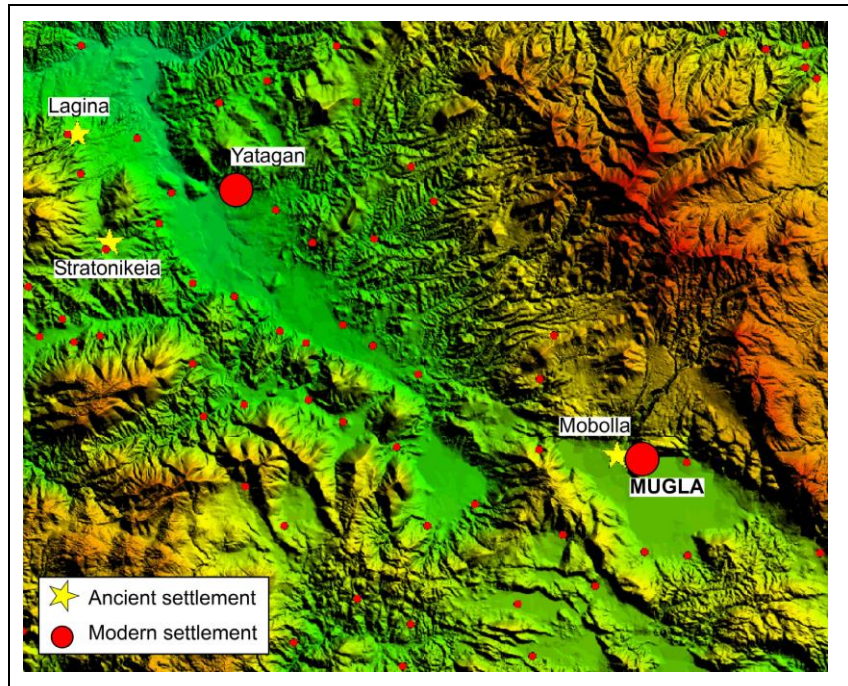 Lagina
Yatagan
Stratonikeia
Mobolla
MUGLA
Ancient settlement
Modern settlement